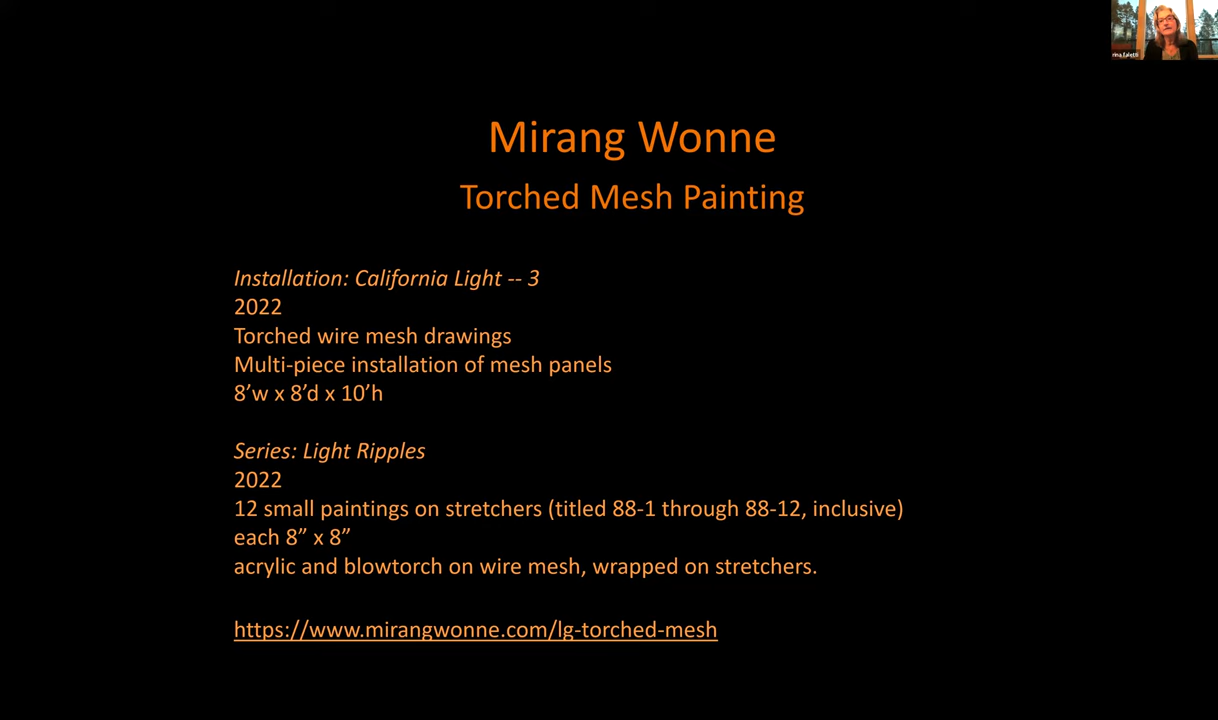 rina faletti
Mirang Wonne
Torched Mesh Painting
Installation: California Light -- 3
2022
Torched wire mesh drawings
Multi-piece installation of mesh panels
8’w x 8’d x 10’h
Series: Light Ripples
2022
12 small paintings on stretchers (titled 88-1 through 88-12, inclusive)
each 8” x 8”
acrylic and blowtorch on wire mesh, wrapped on stretchers.
https://www.mirangwonne.com/lg-torched-mesh